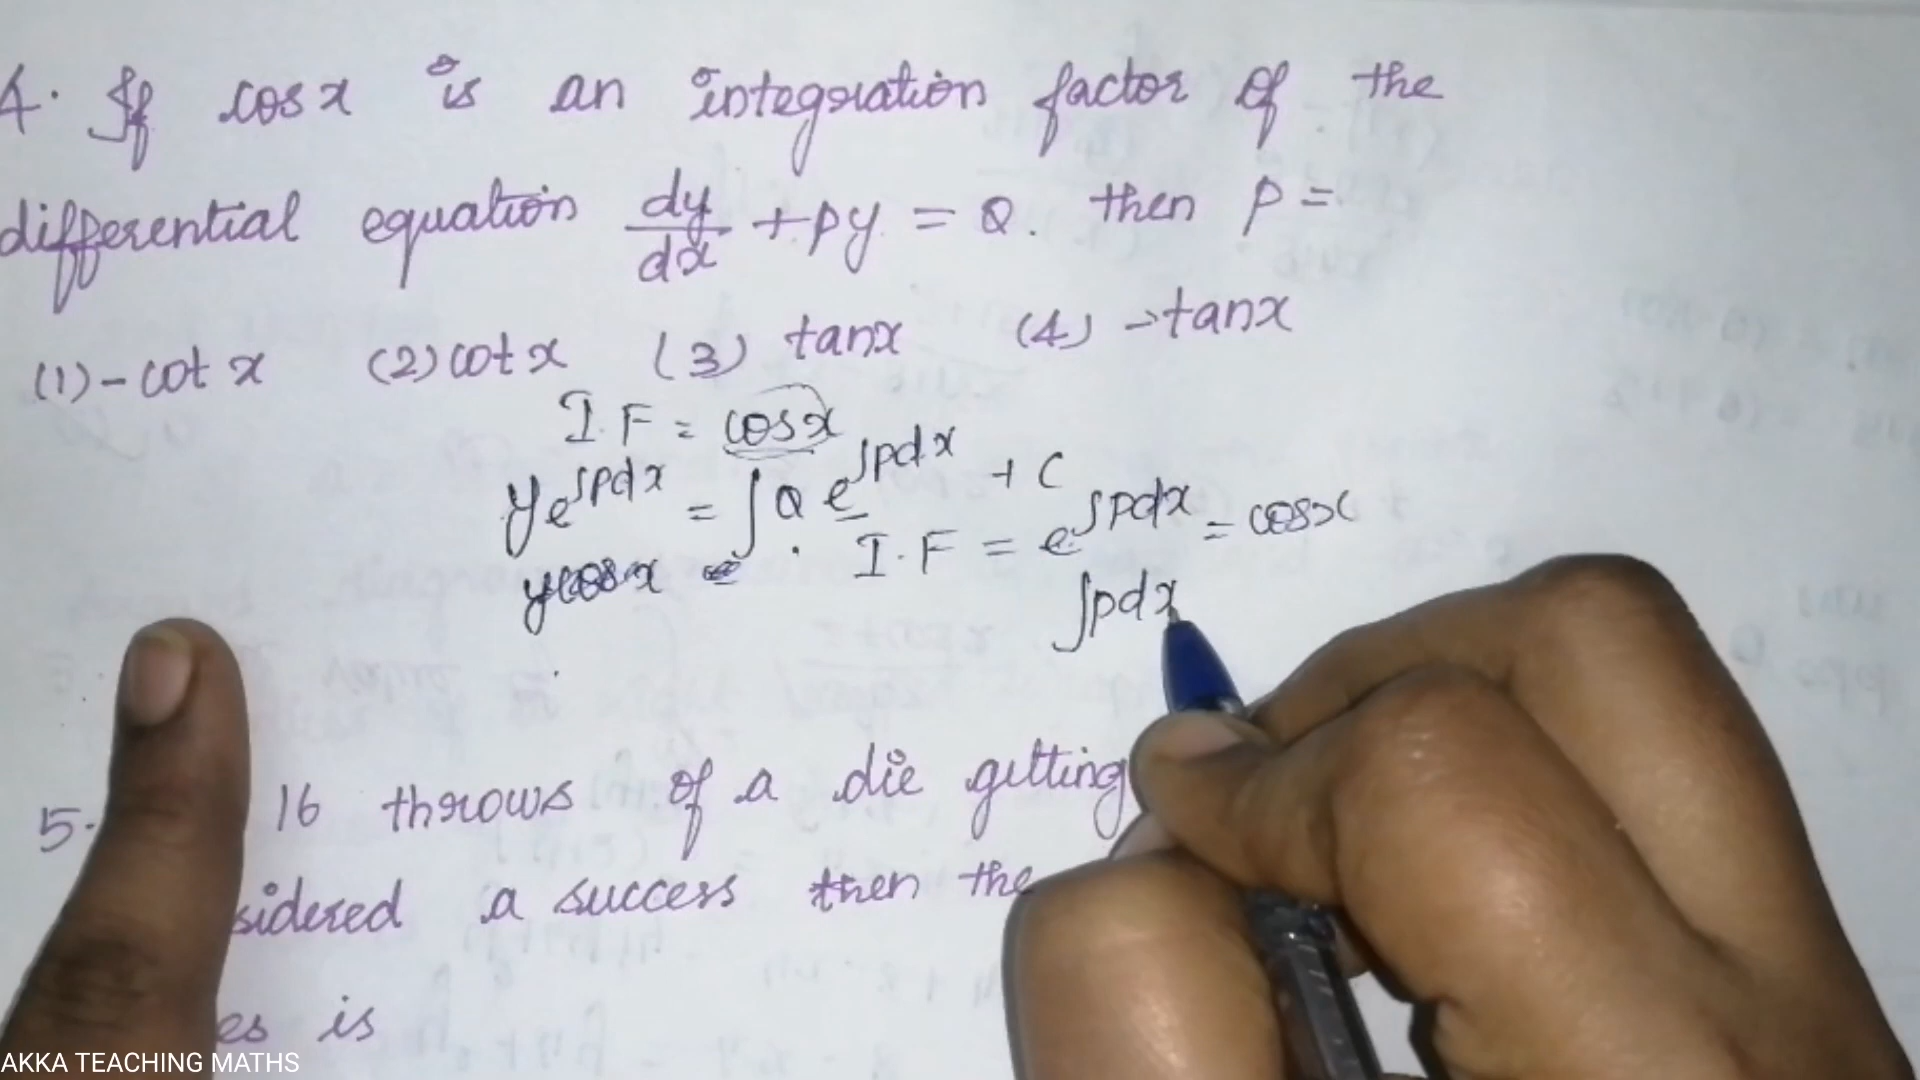 4. If cos x is an integration factor of the
differential equation dy/dx + py = Q. then P =
(1) - cot x (2) cot x (3) tanx (4) - tanx
I.F = cosx
ye^∫pdx = ∫Q e^∫pdx + C
ycosx = . I.F = e^∫pdx = cosx
∫pdx
5. 16 throws of a die getting
sidered a success then the
es is
AKKA TEACHING MATHS